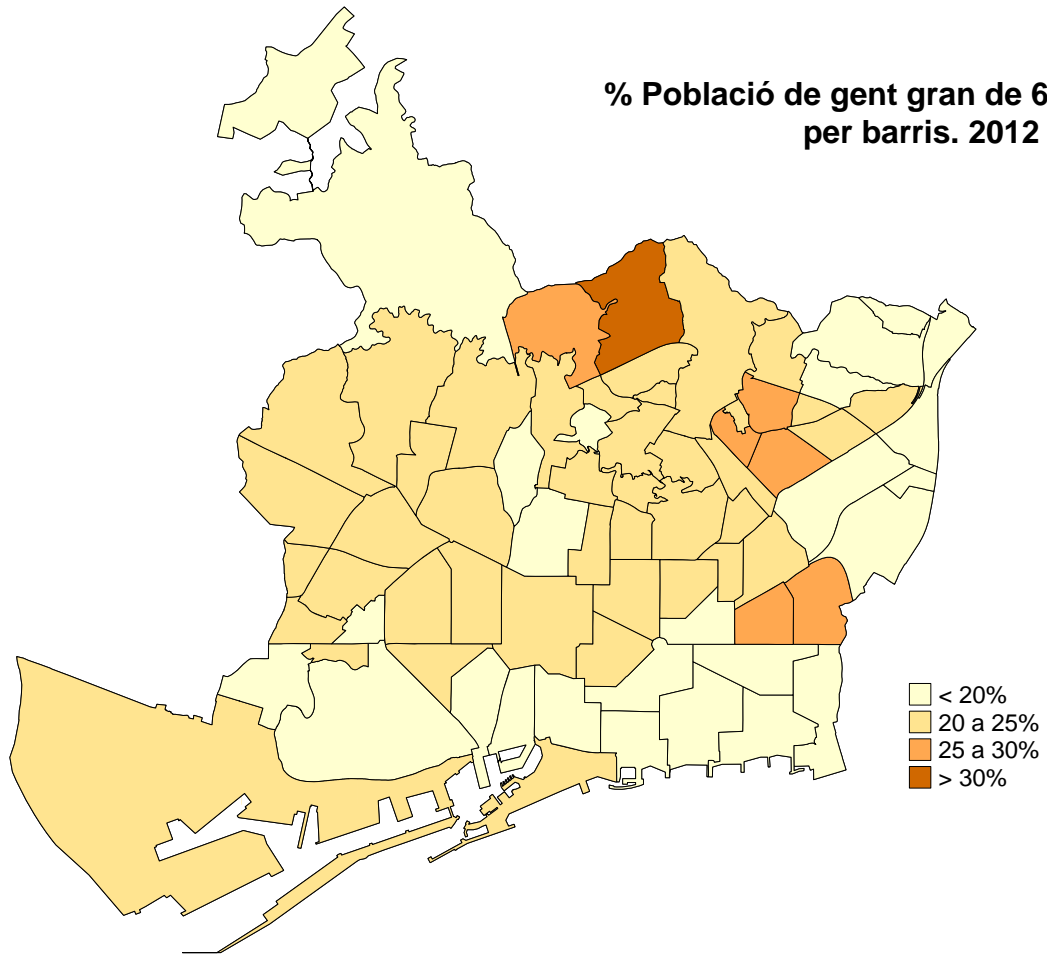 % Població de gent gran de 6
per barris. 2012
< 20%
20 a 25%
25 a 30%
> 30%